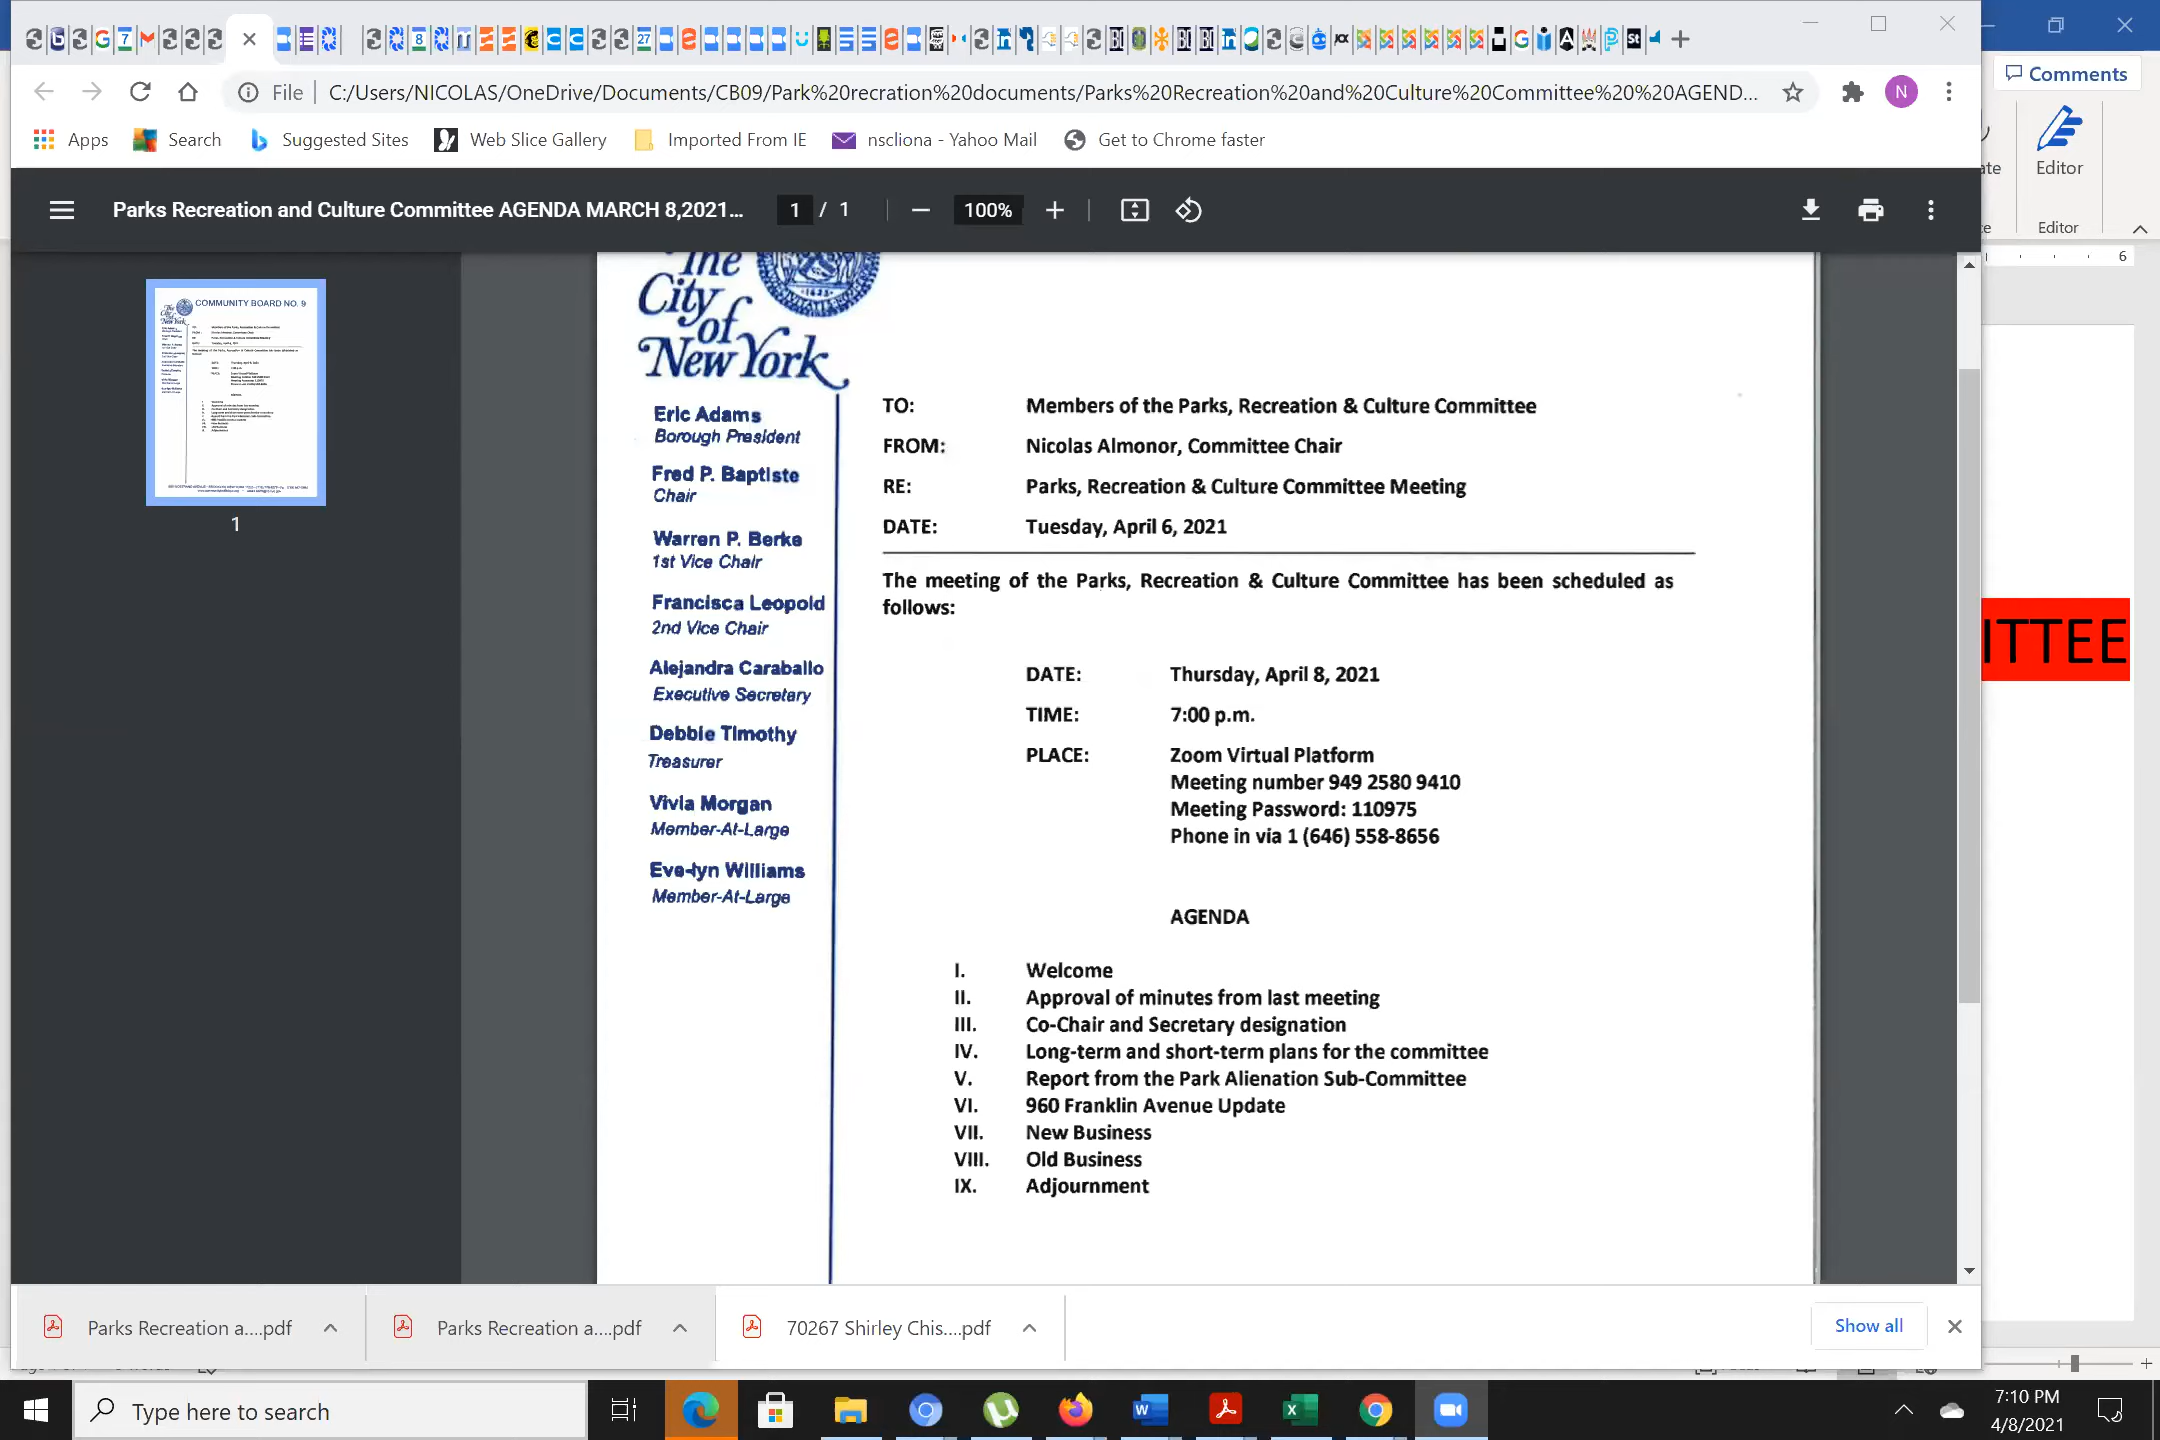 Comments
File
C:/Users/NICOLAS/OneDrive/Documents/CB09/Park%20recration%20documents/Parks%20Recreation%20and%20Culture%20Committee%20%20AGEND...
N
Editor
Apps
Search
Suggested Sites
Web Slice Gallery
Imported From IE
nscliona - Yahoo Mail
Get to Chrome faster
Parks Recreation and Culture Committee AGENDA MARCH 8,2021...
1 / 1
100%
Editor
6
COMMUNITY BOARD NO. 9
1
The
City
of
New York
Eric Adams
Borough President
Fred P. Baptiste
Chair
Warren P. Berke
1st Vice Chair
Francisca Leopold
2nd Vice Chair
Alejandra Caraballo
Executive Secretary
Debbie Timothy
Treasurer
Vivia Morgan
Member-At-Large
Eve-lyn Williams
Member-At-Large
TO: Members of the Parks, Recreation & Culture Committee
FROM: Nicolas Almonor, Committee Chair
RE: Parks, Recreation & Culture Committee Meeting
DATE: Tuesday, April 6, 2021
The meeting of the Parks, Recreation & Culture Committee has been scheduled as
follows:
DATE: Thursday, April 8, 2021
TIME: 7:00 p.m.
PLACE: Zoom Virtual Platform
Meeting number 949 2580 9410
Meeting Password: 110975
Phone in via 1 (646) 558-8656
AGENDA
I. Welcome
II. Approval of minutes from last meeting
III. Co-Chair and Secretary designation
IV. Long-term and short-term plans for the committee
V. Report from the Park Alienation Sub-Committee
VI. 960 Franklin Avenue Update
VII. New Business
VIII. Old Business
IX. Adjournment
ITTEE
Parks Recreation a....pdf
Parks Recreation a....pdf
70267 Shirley Chis....pdf
Show all
Type here to search
7:10 PM
4/8/2021